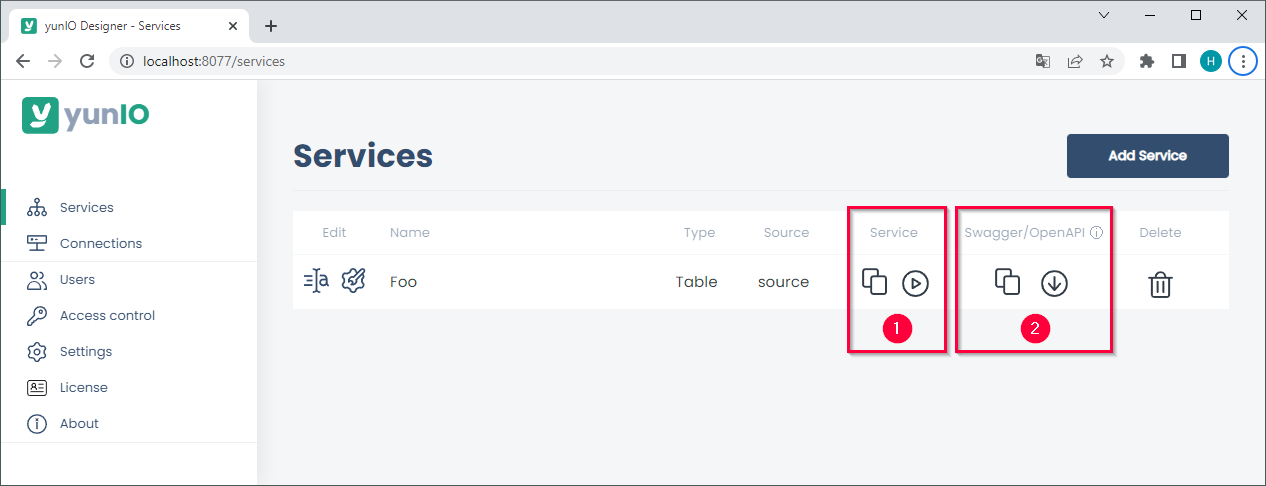 yunIO Designer - Services
localhost:8077/services
H
yunIO
Services
Connections
Users
Access control
Settings
License
About
Services
Add Service
Edit Name Type Source Service Swagger/OpenAPI Delete
Foo Table source
1 2